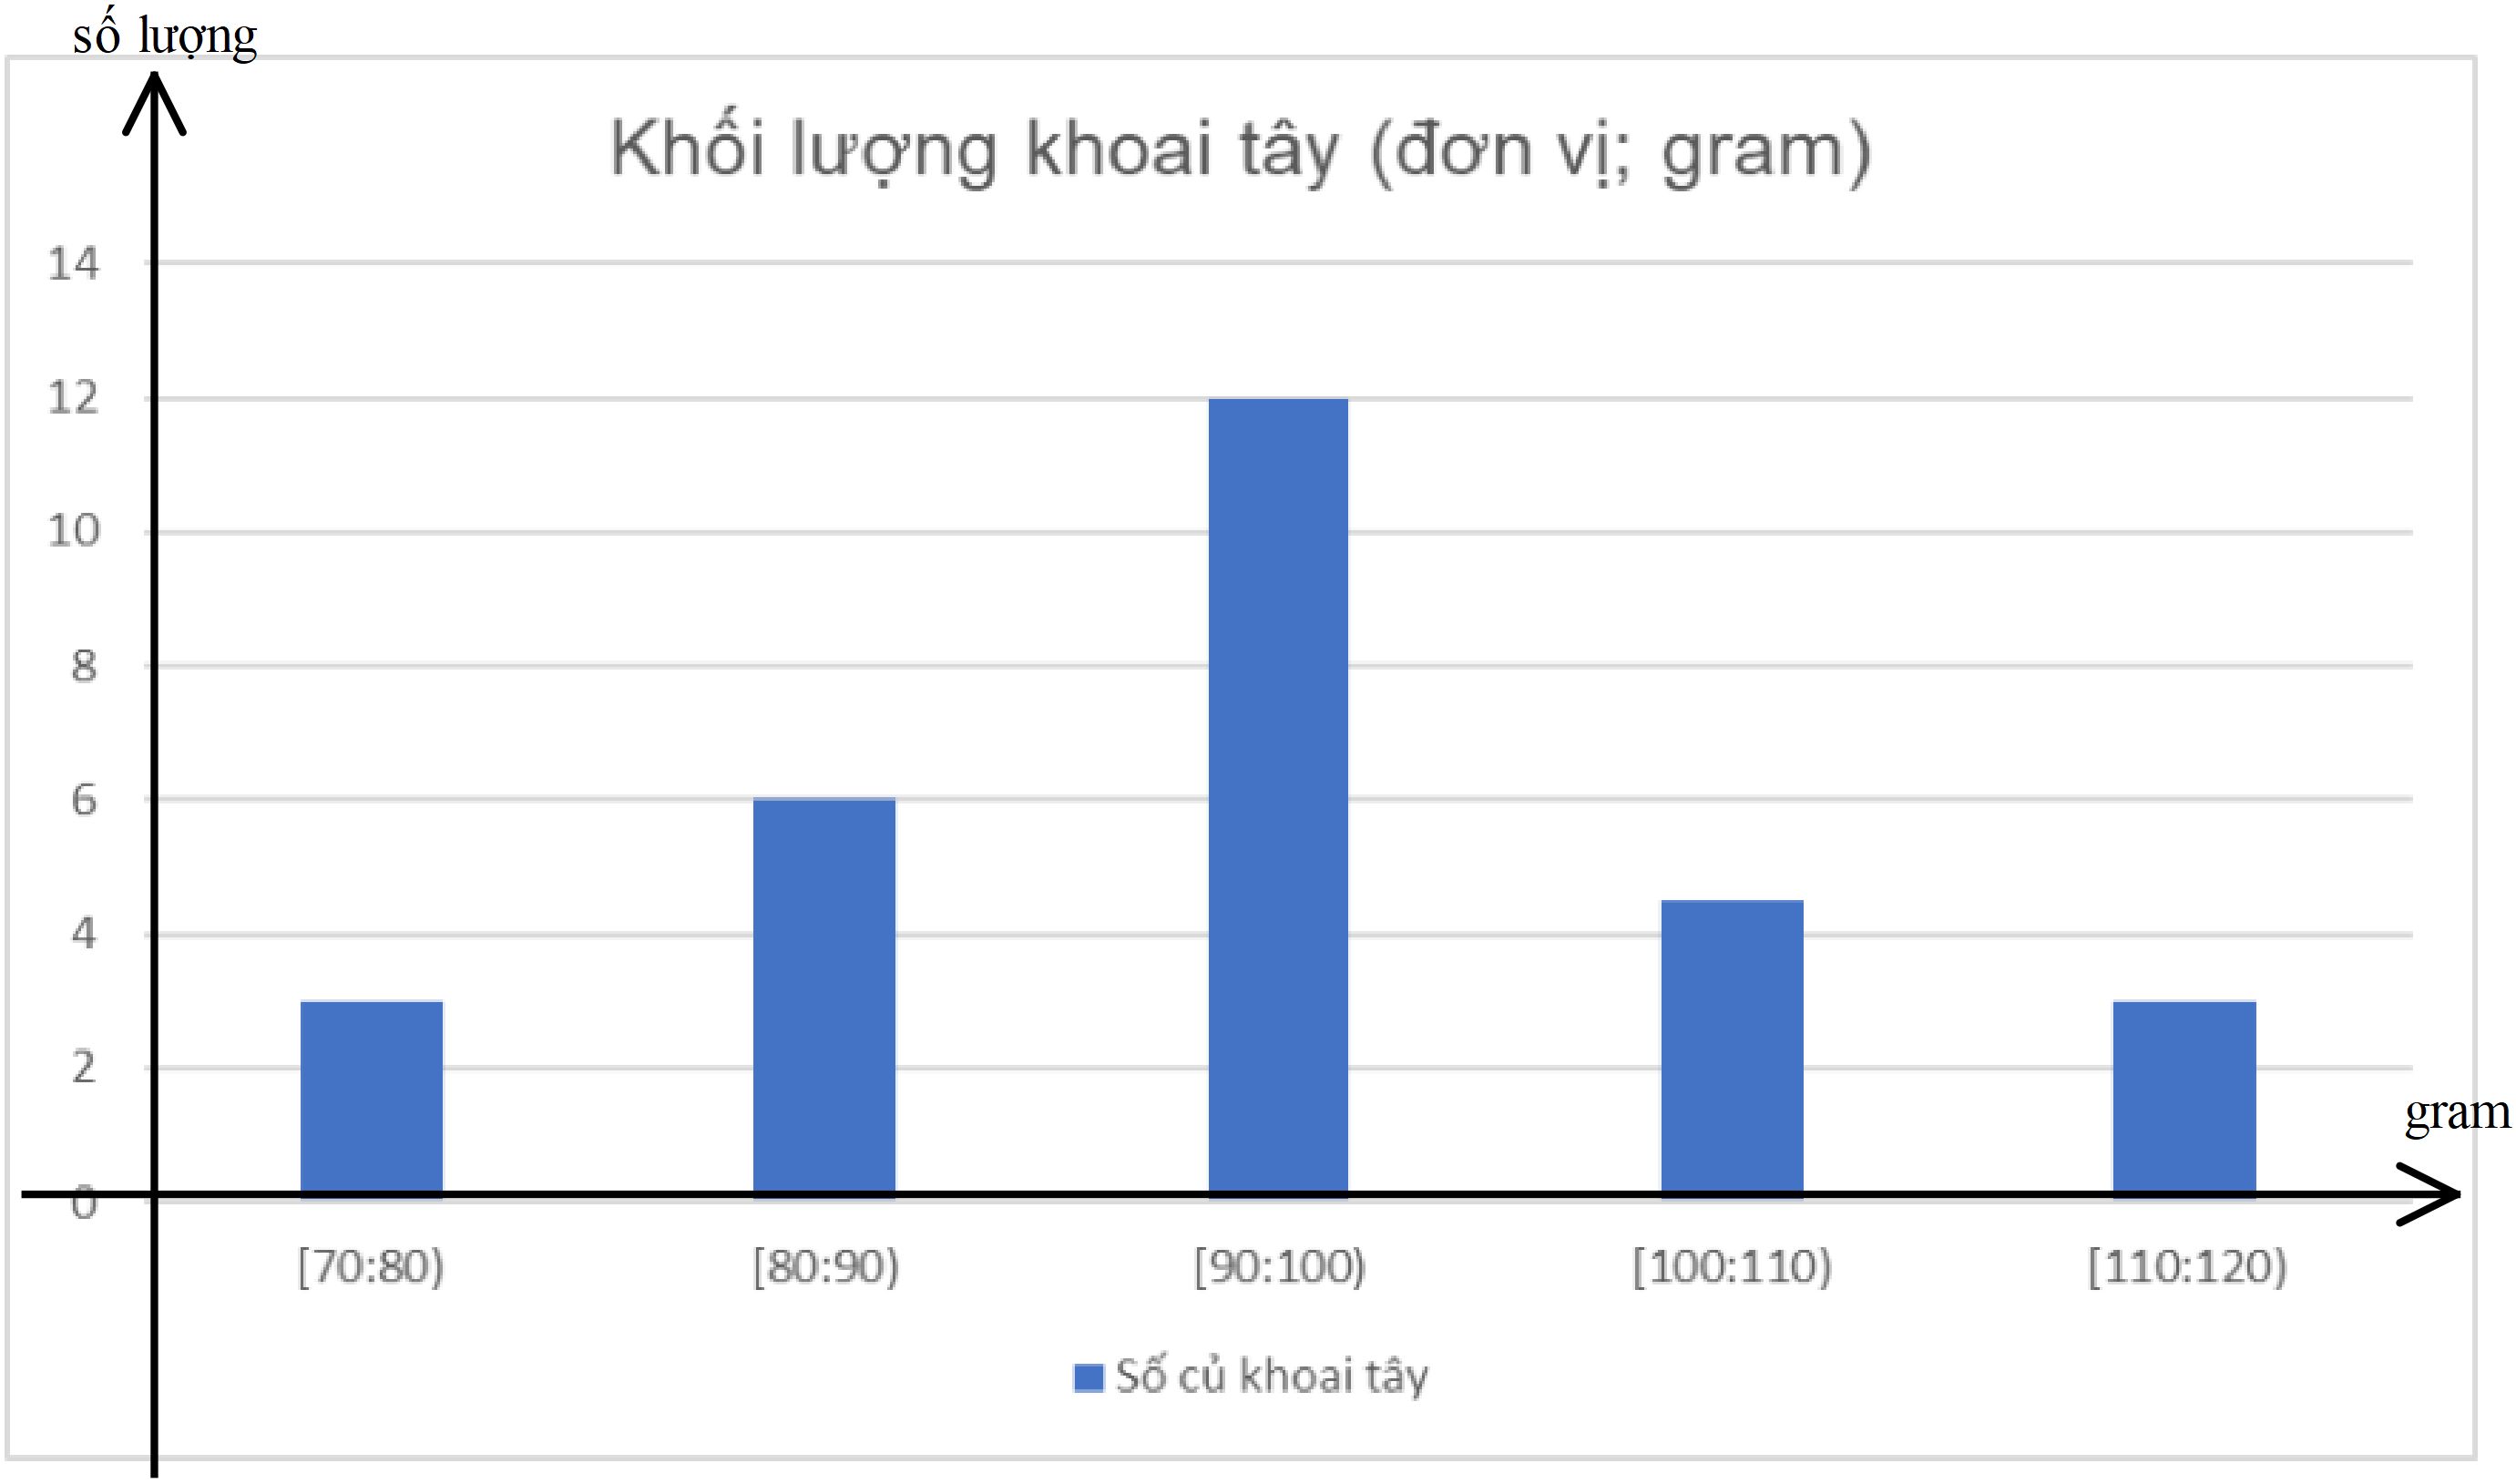 số lượng
Khối lượng khoai tây (đơn vị; gram)
14
12
10
8
6
4
2
0
gram
[70:80) [80:90) [90:100) [100:110) [110:120)
Số củ khoai tây